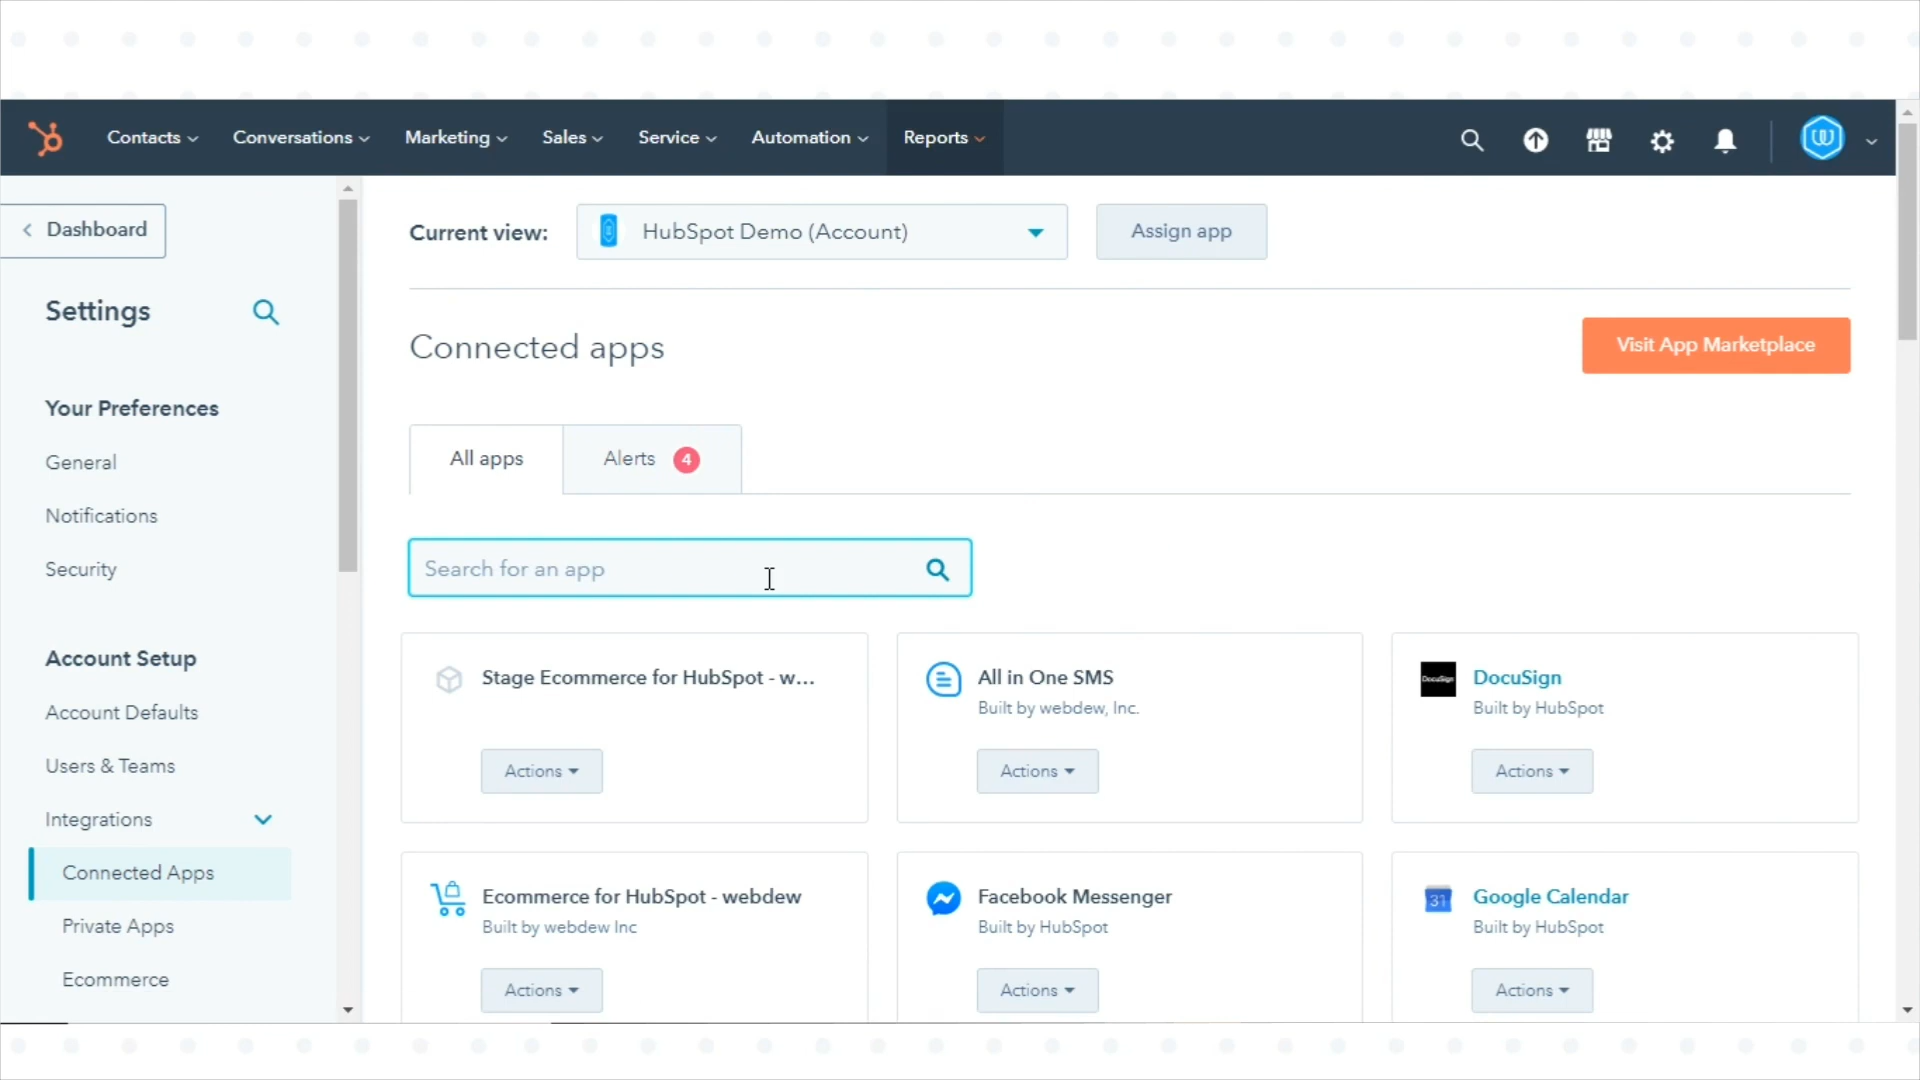 Contacts
Conversations
Marketing
Sales
Service
Automation
Reports
Dashboard
Current view:
HubSpot Demo (Account)
Assign app
Settings
Connected apps
Visit App Marketplace
Your Preferences
General
Notifications
Security
All apps
Alerts 4
Search for an app
Account Setup
Account Defaults
Users & Teams
Integrations
Connected Apps
Private Apps
Ecommerce
Stage Ecommerce for HubSpot - w...
Actions
All in One SMS
Built by webdew, Inc.
Actions
DocuSign
DocuSign
Built by HubSpot
Actions
Ecommerce for HubSpot - webdew
Built by webdew Inc
Actions
Facebook Messenger
Built by HubSpot
Actions
31
Google Calendar
Built by HubSpot
Actions